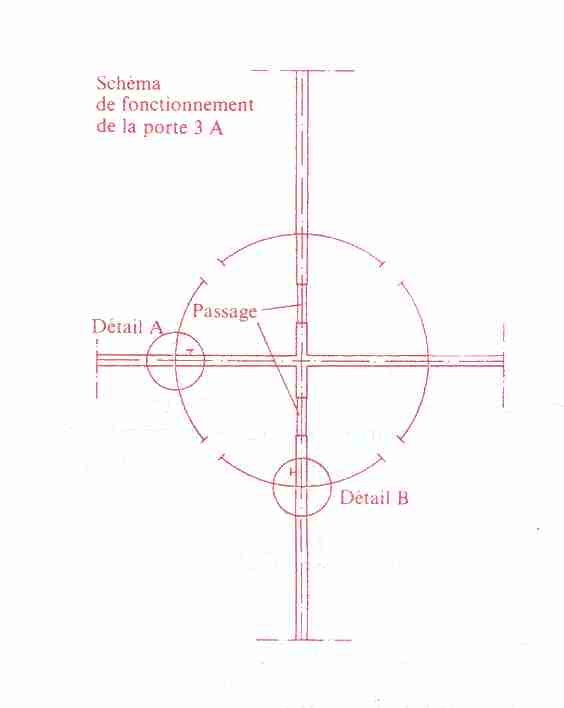 Schéma
de fonctionnement
de la porte 3 A
Passage
Détail A
Détail B